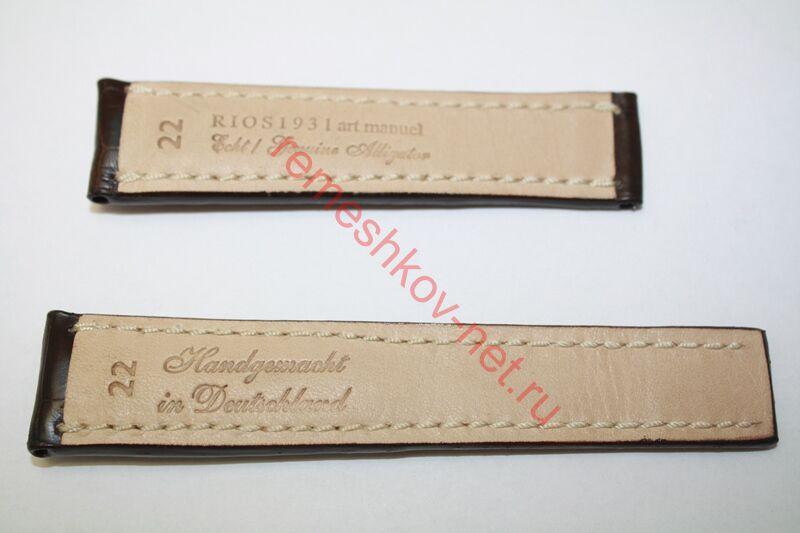 22
RIOS1931 art manuel
Echt / Genuine Alligator
remeshkov-net.ru
22
Handgemacht
in Deutschland